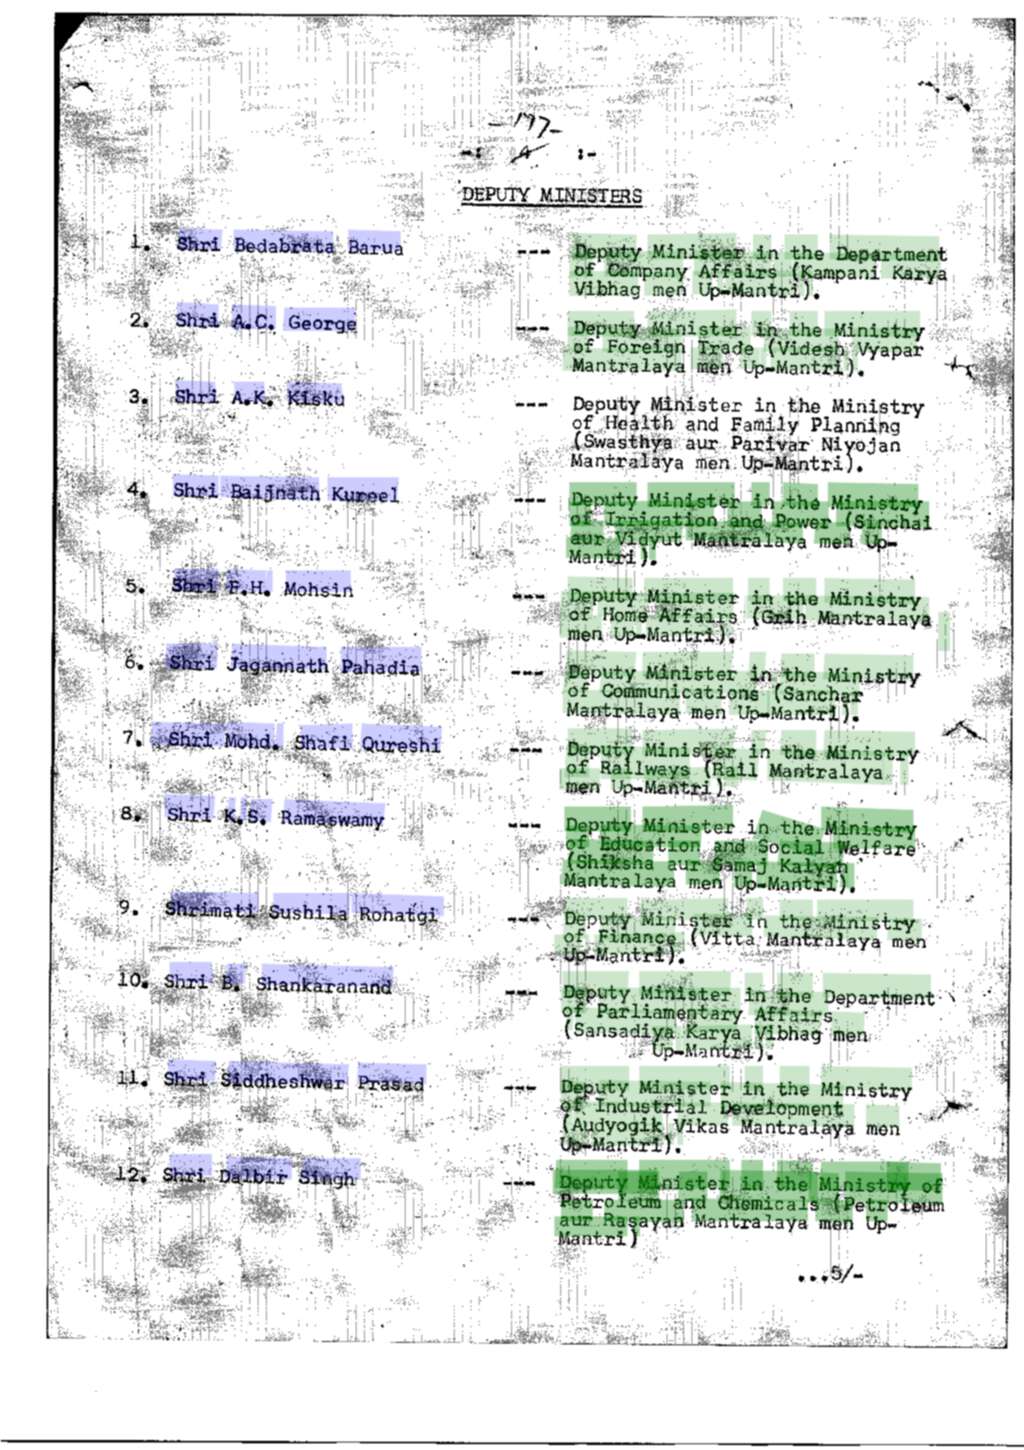 -197-
-: 4 :-
DEPUTY MINISTERS
1. Shri Bedabrata Barua --- Deputy Minister in the Department
of Company Affairs (Kampani Karya
Vibhag men Up-Mantri).
2. Shri A.C. George --- Deputy Minister in the Ministry
of Foreign Trade (Videsh Vyapar
Mantralaya men Up-Mantri).
3. Shri A.K. Kisku --- Deputy Minister in the Ministry
of Health and Family Planning
(Swasthya aur Parivar Niyojan
Mantralaya men Up-Mantri).
4. Shri Baijnath Kureel --- Deputy Minister in the Ministry
of Irrigation and Power (Sinchai
aur Vidyut Mantralaya men Up-
Mantri).
5. Shri F.H. Mohsin --- Deputy Minister in the Ministry
of Home Affairs (Grih Mantralaya
men Up-Mantri).
6. Shri Jagannath Pahadia --- Deputy Minister in the Ministry
of Communications (Sanchar
Mantralaya men Up-Mantri).
7. Shri Mohd. Shafi Qureshi --- Deputy Minister in the Ministry
of Railways (Rail Mantralaya
men Up-Mantri).
8. Shri K.S. Ramaswamy --- Deputy Minister in the Ministry
of Education and Social Welfare
(Shiksha aur Samaj Kalyan
Mantralaya men Up-Mantri).
9. Shrimati Sushila Rohatgi --- Deputy Minister in the Ministry
of Finance (Vitta Mantralaya men
Up-Mantri).
10. Shri B. Shankaranand --- Deputy Minister in the Department
of Parliamentary Affairs
(Sansadiya Karya Vibhag men
Up-Mantri).
11. Shri Siddheshwar Prasad --- Deputy Minister in the Ministry
of Industrial Development
(Audyogik Vikas Mantralaya men
Up-Mantri).
12. Shri Dalbir Singh --- Deputy Minister in the Ministry of
Petroleum and Chemicals (Petroleum
aur Rasayan Mantralaya men Up-
Mantri)
...5/-